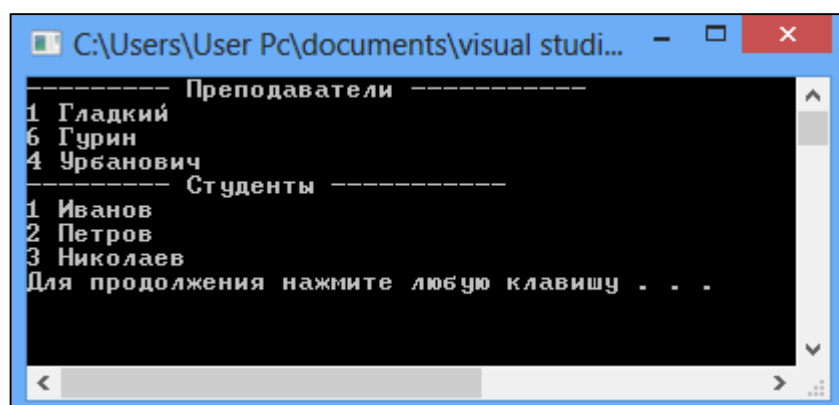 C:\Users\User Pc\documents\visual studi...
--------- Преподаватели -----------
1 Гладкий
6 Гурин
4 Урбанович
--------- Студенты -----------
1 Иванов
2 Петров
3 Николаев
Для продолжения нажмите любую клавишу . . .